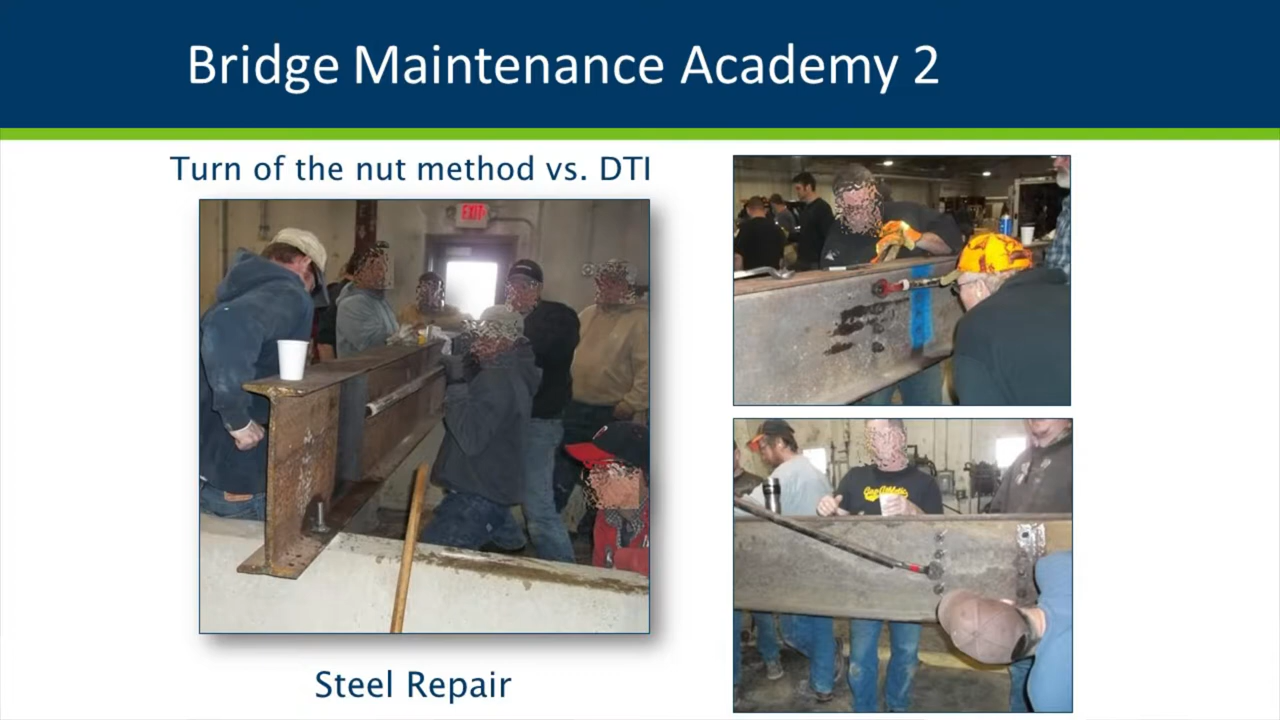 Bridge Maintenance Academy 2
Turn of the nut method vs. DTI
EXIT
Steel Repair